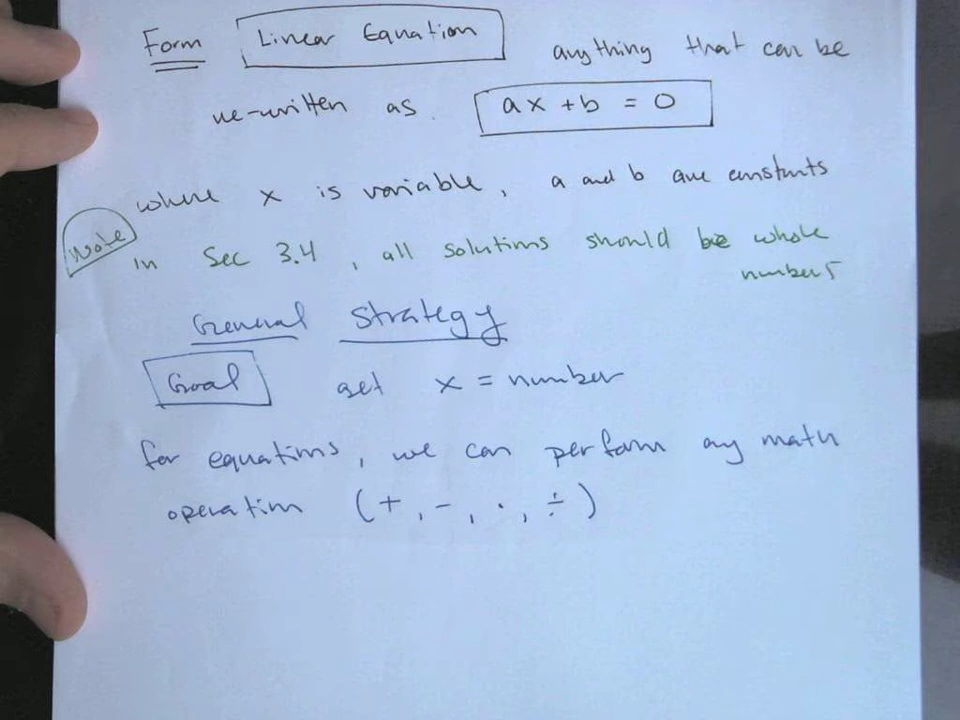 Form Linear Equation anything that can be
re-written as ax + b = 0
where x is variable, a and b are constants
Note in Sec 3.4, all solutions should be whole
numbers
General Strategy
Goal get x = number
for equations, we can perform any math
operation (+, -, ·, ÷)